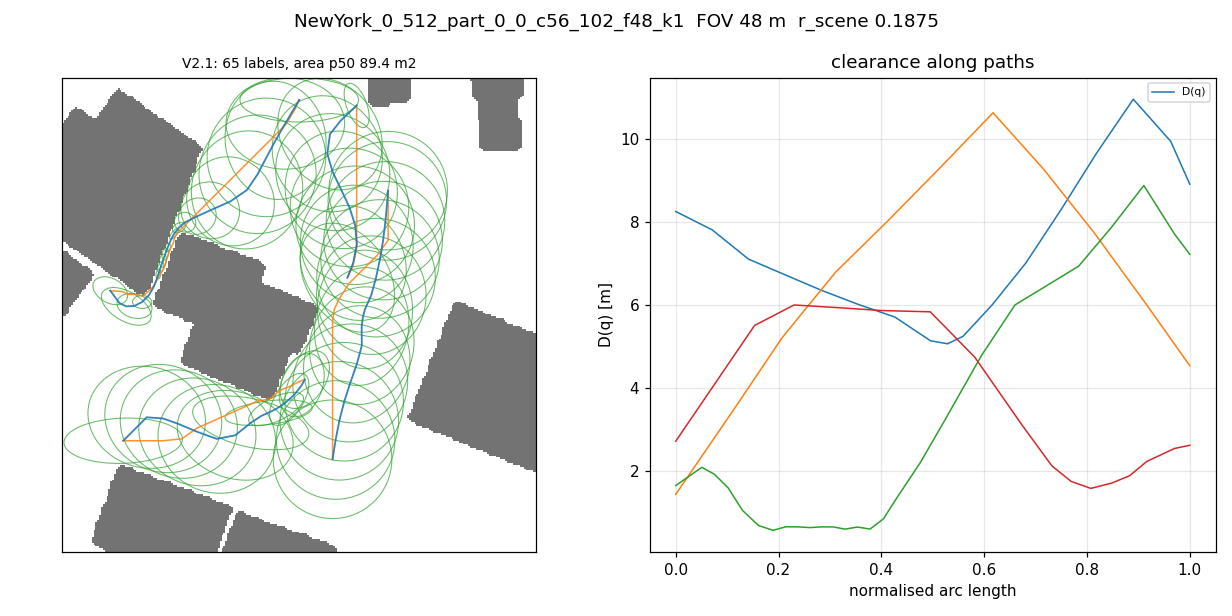 NewYork_0_512_part_0_0_c56_102_f48_k1  FOV 48 m  r_scene 0.1875
V2.1: 65 labels, area p50 89.4 m2
clearance along paths
D(q)
D(q) [m]
10
8
6
4
2
0.0 0.2 0.4 0.6 0.8 1.0
normalised arc length